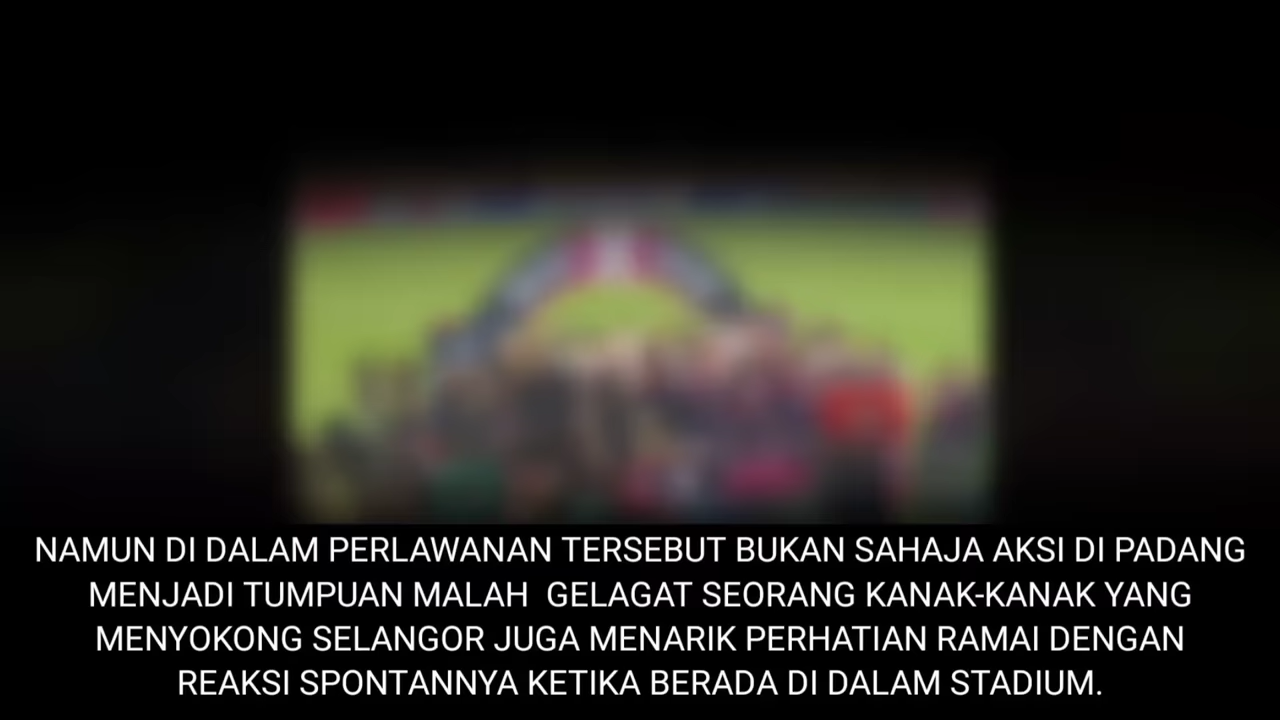 NAMUN DI DALAM PERLAWANAN TERSEBUT BUKAN SAHAJA AKSI DI PADANG
MENJADI TUMPUAN MALAH  GELAGAT SEORANG KANAK-KANAK YANG
MENYOKONG SELANGOR JUGA MENARIK PERHATIAN RAMAI DENGAN
REAKSI SPONTANNYA KETIKA BERADA DI DALAM STADIUM.